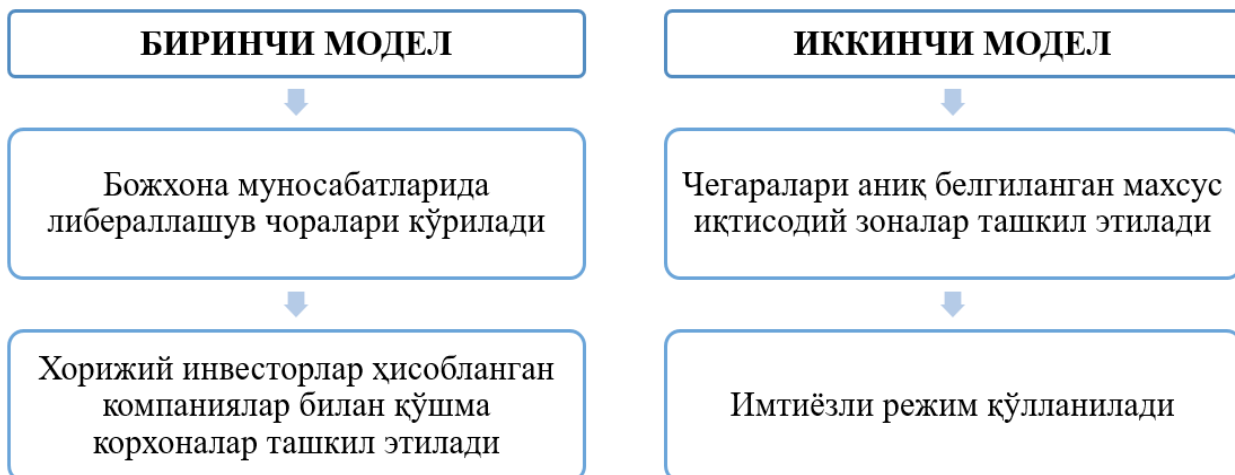 БИРИНЧИ МОДЕЛ
Божхона муносабатларида
либераллашув чоралари кўрилади
Хорижий инвесторлар ҳисобланган
компаниялар билан қўшма
корхоналар ташкил этилади
ИККИНЧИ МОДЕЛ
Чегаралари аниқ белгиланган махсус
иқтисодий зоналар ташкил этилади
Имтиёзли режим қўлланилади